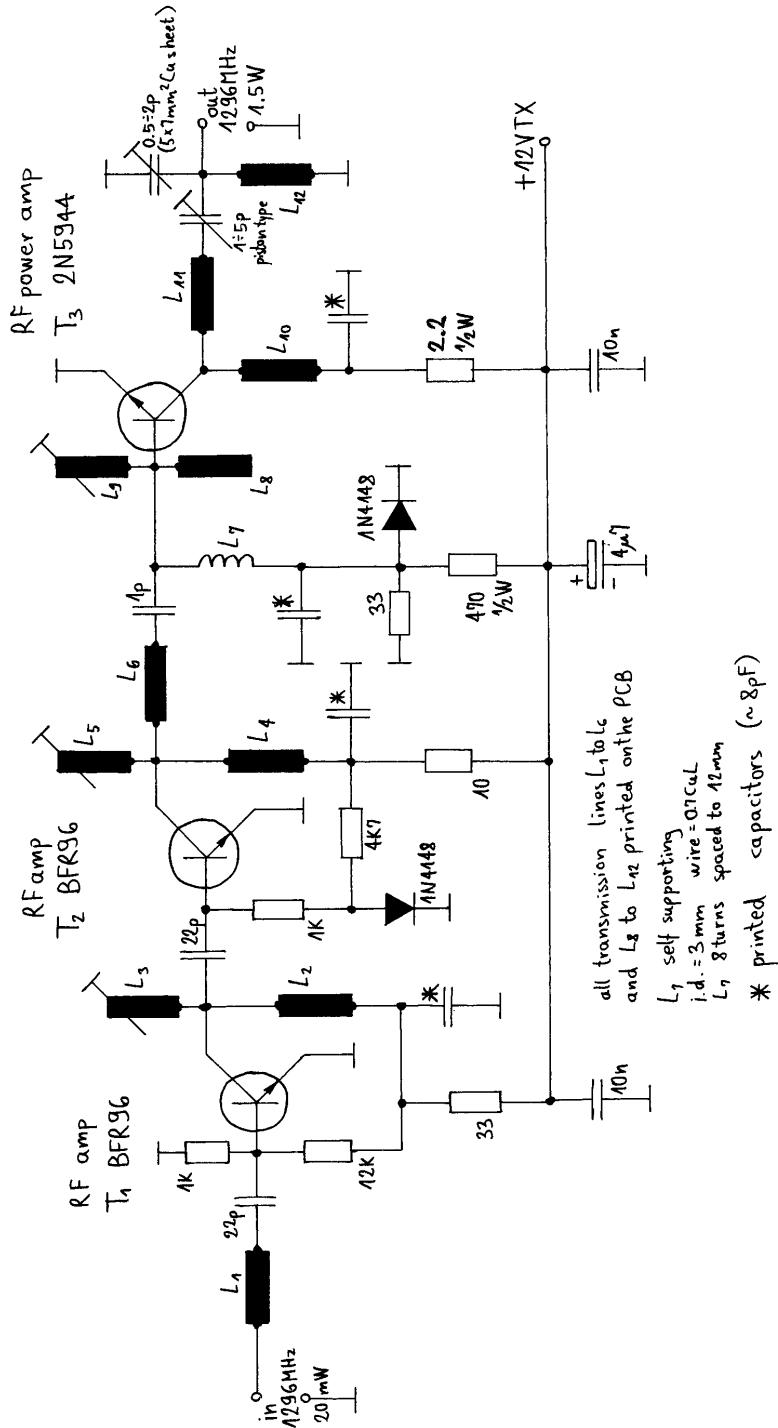 RF amp
T1 BFR96
RF amp
T2 BFR96
RF power amp
T3 2N5944
in
1296MHz
20mW
L1
22p
1K
12K
33
10n
L3
L2
*
22p
1K
4K7
1N4148
L5
L4
*
10
L6
1p
L7
*
33
1N4148
470
½W
+
-
4µ7
L9
L8
L10
*
2.2
½W
10n
L11
1÷5p
piston type
L12
0.5÷2p
(5x7mm² Cu sheet)
out
1296MHz
1.5W
+12VTX
all transmission lines L1 to L6
and L8 to L12 printed on the PCB
L7 self supporting
i.d. = 3mm wire = 0.7CuL
L7 8 turns spaced to 12mm
* printed capacitors (~8pF)